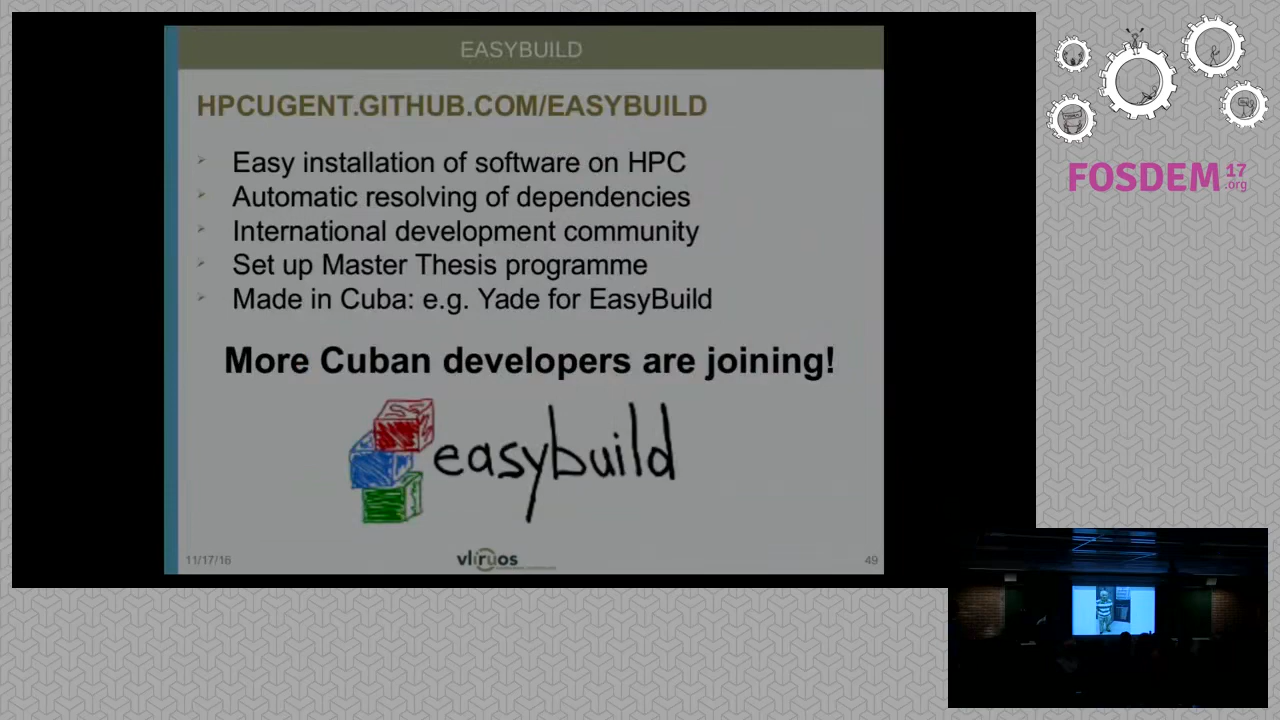 EASYBUILD
HPCUGENT.GITHUB.COM/EASYBUILD
Easy installation of software on HPC
Automatic resolving of dependencies
International development community
Set up Master Thesis programme
Made in Cuba: e.g. Yade for EasyBuild
More Cuban developers are joining!
easybuild
11/17/16
vliruos
49
FOSDEM 17
.org